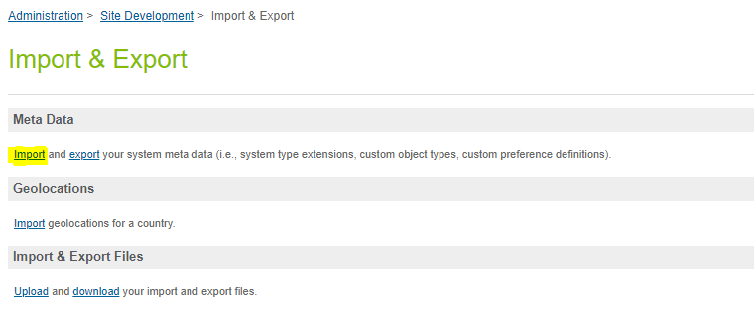 Administration > Site Development > Import & Export
Import & Export
Meta Data
Import and export your system meta data (i.e., system type extensions, custom object types, custom preference definitions).
Geolocations
Import geolocations for a country.
Import & Export Files
Upload and download your import and export files.